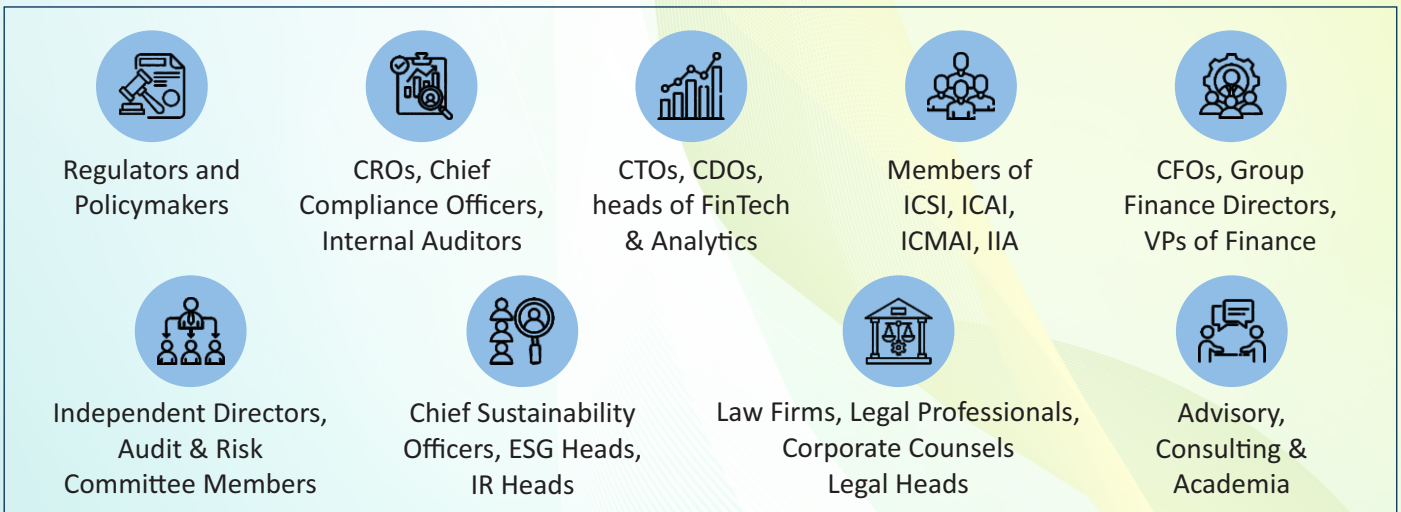 Regulators and
Policymakers
CROs, Chief
Compliance Officers,
Internal Auditors
CTOs, CDOs,
heads of FinTech
& Analytics
Members of
ICSI, ICAI,
ICMAI, IIA
CFOs, Group
Finance Directors,
VPs of Finance
Independent Directors,
Audit & Risk
Committee Members
Chief Sustainability
Officers, ESG Heads,
IR Heads
Law Firms, Legal Professionals,
Corporate Counsels
Legal Heads
Advisory,
Consulting &
Academia